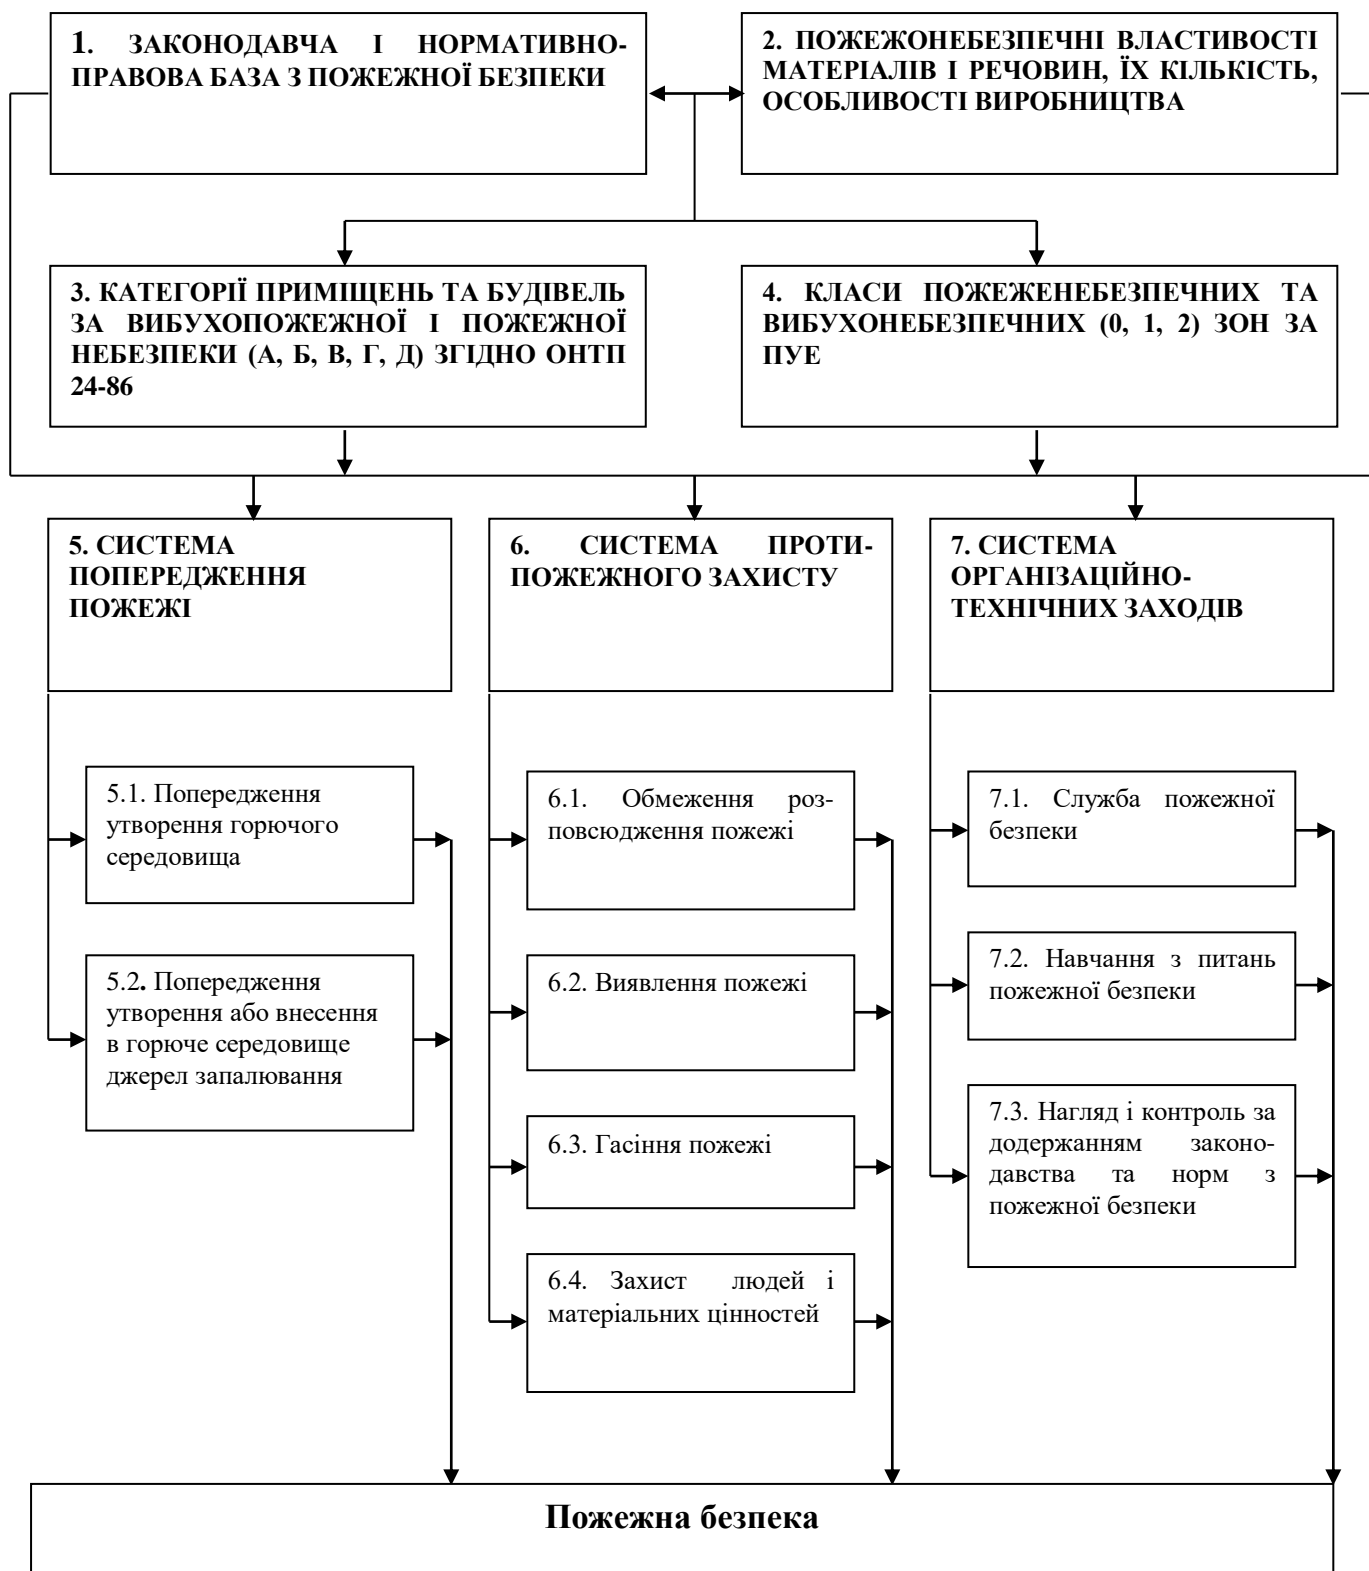 1. ЗАКОНОДАВЧА І НОРМАТИВНО-
ПРАВОВА БАЗА З ПОЖЕЖНОЇ БЕЗПЕКИ
2. ПОЖЕЖОНЕБЕЗПЕЧНІ ВЛАСТИВОСТІ
МАТЕРІАЛІВ І РЕЧОВИН, ЇХ КІЛЬКІСТЬ,
ОСОБЛИВОСТІ ВИРОБНИЦТВА
3. КАТЕГОРІЇ ПРИМІЩЕНЬ ТА БУДІВЕЛЬ
ЗА ВИБУХОПОЖЕЖНОЇ І ПОЖЕЖНОЇ
НЕБЕЗПЕКИ (А, Б, В, Г, Д) ЗГІДНО ОНТП
24-86
4. КЛАСИ ПОЖЕЖЕНЕБЕЗПЕЧНИХ ТА
ВИБУХОНЕБЕЗПЕЧНИХ (0, 1, 2) ЗОН ЗА
ПУЕ
5. СИСТЕМА
ПОПЕРЕДЖЕННЯ
ПОЖЕЖІ
6. СИСТЕМА ПРОТИ-
ПОЖЕЖНОГО ЗАХИСТУ
7. СИСТЕМА
ОРГАНІЗАЦІЙНО-
ТЕХНІЧНИХ ЗАХОДІВ
5.1. Попередження
утворення горючого
середовища
5.2. Попередження
утворення або внесення
в горюче середовище
джерел запалювання
6.1. Обмеження роз-
повсюдження пожежі
6.2. Виявлення пожежі
6.3. Гасіння пожежі
6.4. Захист людей і
матеріальних цінностей
7.1. Служба пожежної
безпеки
7.2. Навчання з питань
пожежної безпеки
7.3. Нагляд і контроль за
додержанням законо-
давства та норм з
пожежної безпеки
Пожежна безпека